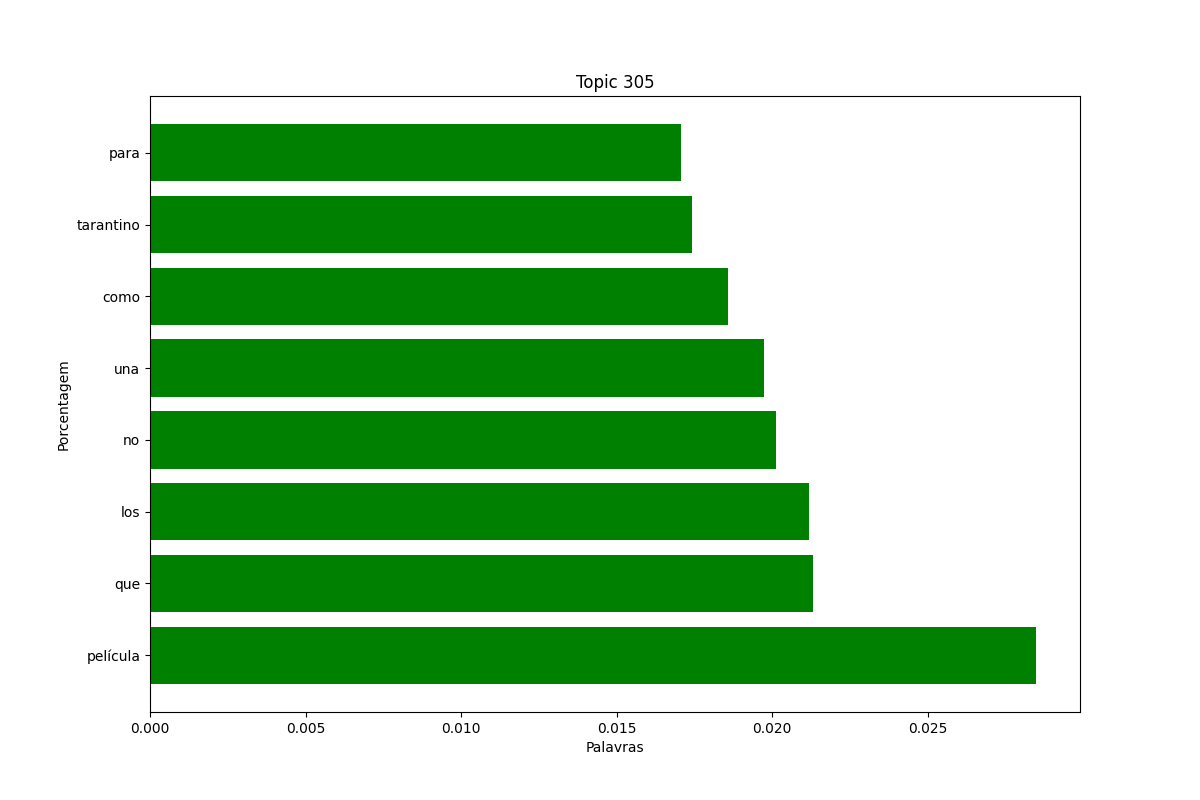 Topic 305
para
tarantino
como
una
no
los
que
película
Porcentagem
0.000 0.005 0.010 0.015 0.020 0.025
Palavras